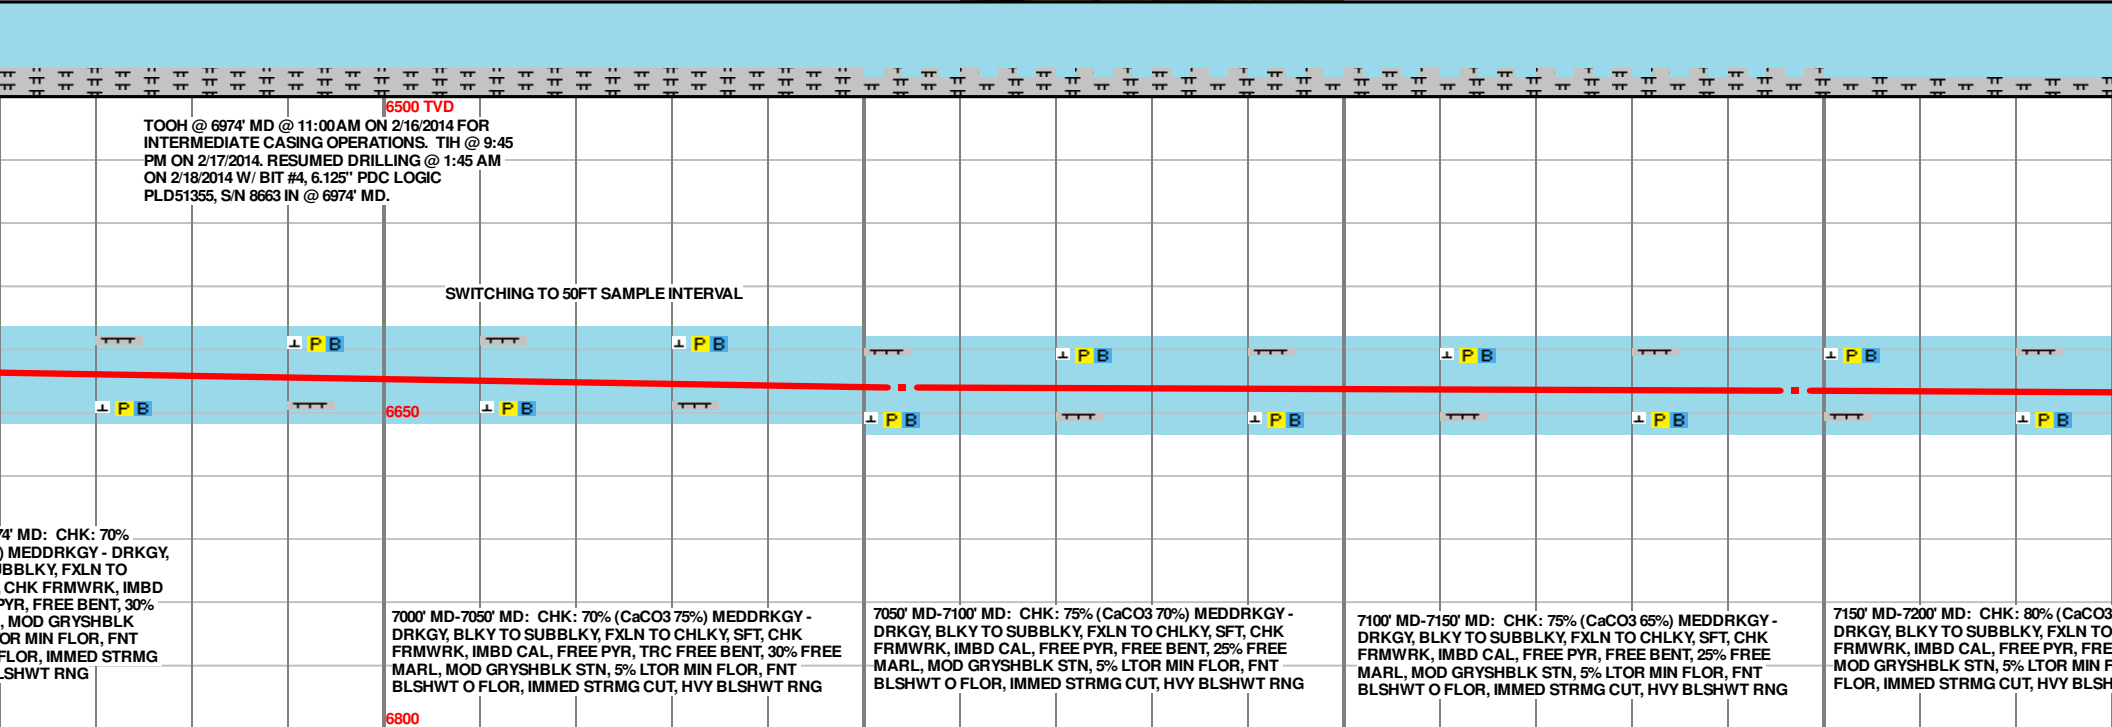 6500 TVD
TOOH @ 6974' MD @ 11:00AM ON 2/16/2014 FOR
INTERMEDIATE CASING OPERATIONS. TIH @ 9:45
PM ON 2/17/2014. RESUMED DRILLING @ 1:45 AM
ON 2/18/2014 W/ BIT #4, 6.125" PDC LOGIC
PLD51355, S/N 8663 IN @ 6974' MD.
SWITCHING TO 50FT SAMPLE INTERVAL
P B
P B
P B
P B
P B
P B
P B
6650
P B
P B
P B
P B
P B
74' MD: CHK: 70%
) MEDDRKGY - DRKGY,
UBBLKY, FXLN TO
CHK FRMWRK, IMBD
PYR, FREE BENT, 30%
, MOD GRYSHBLK
OR MIN FLOR, FNT
FLOR, IMMED STRMG
LSHWT RNG
7000' MD-7050' MD: CHK: 70% (CaCO3 75%) MEDDRKGY -
DRKGY, BLKY TO SUBBLKY, FXLN TO CHLKY, SFT, CHK
FRMWRK, IMBD CAL, FREE PYR, TRC FREE BENT, 30% FREE
MARL, MOD GRYSHBLK STN, 5% LTOR MIN FLOR, FNT
BLSHWT O FLOR, IMMED STRMG CUT, HVY BLSHWT RNG
7050' MD-7100' MD: CHK: 75% (CaCO3 70%) MEDDRKGY -
DRKGY, BLKY TO SUBBLKY, FXLN TO CHLKY, SFT, CHK
FRMWRK, IMBD CAL, FREE PYR, FREE BENT, 25% FREE
MARL, MOD GRYSHBLK STN, 5% LTOR MIN FLOR, FNT
BLSHWT O FLOR, IMMED STRMG CUT, HVY BLSHWT RNG
7100' MD-7150' MD: CHK: 75% (CaCO3 65%) MEDDRKGY -
DRKGY, BLKY TO SUBBLKY, FXLN TO CHLKY, SFT, CHK
FRMWRK, IMBD CAL, FREE PYR, FREE BENT, 25% FREE
MARL, MOD GRYSHBLK STN, 5% LTOR MIN FLOR, FNT
BLSHWT O FLOR, IMMED STRMG CUT, HVY BLSHWT RNG
7150' MD-7200' MD: CHK: 80% (CaCO3
DRKGY, BLKY TO SUBBLKY, FXLN TO
FRMWRK, IMBD CAL, FREE PYR, FRE
MOD GRYSHBLK STN, 5% LTOR MIN F
FLOR, IMMED STRMG CUT, HVY BLSH
6800